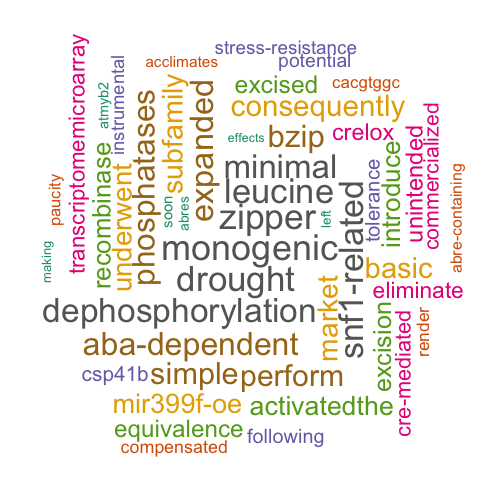 stress-resistance
acclimates
potential
transcriptomemicroarray
atmyb2
instrumental
excised
cacgtggc
subfamily
expanded
consequently
phosphatases
effects
bzip
crelox
commercialized
unintended
introduce
tolerance
abre-containing
paucity
recombinase
underwent
soon
abres
minimal
leucine
zipper
left
monogenic
snf1-related
making
drought
basic
eliminate
dephosphorylation
market
render
aba-dependent
excision
cre-mediated
csp41b
simple
perform
mir399f-oe
activatedthe
equivalence
following
compensated